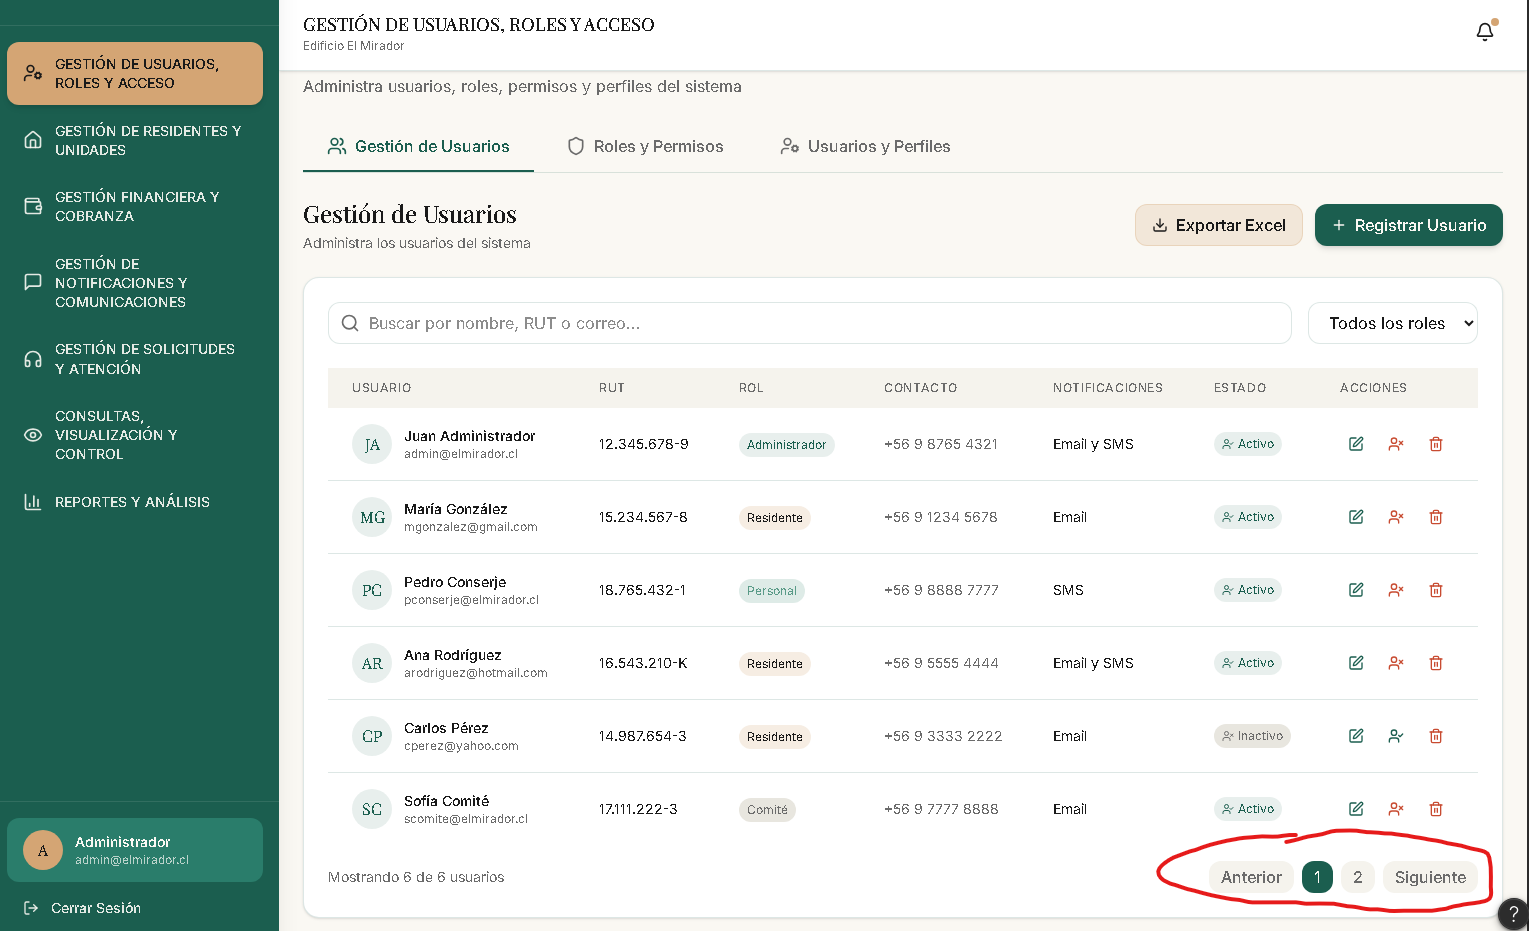 GESTIÓN DE USUARIOS,
ROLES Y ACCESO
GESTIÓN DE RESIDENTES Y
UNIDADES
GESTIÓN FINANCIERA Y
COBRANZA
GESTIÓN DE
NOTIFICACIONES Y
COMUNICACIONES
GESTIÓN DE SOLICITUDES
Y ATENCIÓN
CONSULTAS,
VISUALIZACIÓN Y
CONTROL
REPORTES Y ANÁLISIS
A
Administrador
admin@elmirador.cl
Cerrar Sesión
GESTIÓN DE USUARIOS, ROLES Y ACCESO
Edificio El Mirador
Administra usuarios, roles, permisos y perfiles del sistema
Gestión de Usuarios Roles y Permisos Usuarios y Perfiles
Gestión de Usuarios
Administra los usuarios del sistema
Exportar Excel + Registrar Usuario
Buscar por nombre, RUT o correo... Todos los roles
USUARIO RUT ROL CONTACTO NOTIFICACIONES ESTADO ACCIONES
JA Juan Administrador 12.345.678-9 Administrador +56 9 8765 4321 Email y SMS Activo
admin@elmirador.cl
MG María González 15.234.567-8 Residente +56 9 1234 5678 Email Activo
mgonzalez@gmail.com
PC Pedro Conserje 18.765.432-1 Personal +56 9 8888 7777 SMS Activo
pconserje@elmirador.cl
AR Ana Rodríguez 16.543.210-K Residente +56 9 5555 4444 Email y SMS Activo
arodriguez@hotmail.com
CP Carlos Pérez 14.987.654-3 Residente +56 9 3333 2222 Email Inactivo
cperez@yahoo.com
SC Sofía Comité 17.111.222-3 Comité +56 9 7777 8888 Email Activo
scomite@elmirador.cl
Mostrando 6 de 6 usuarios Anterior 1 2 Siguiente
?